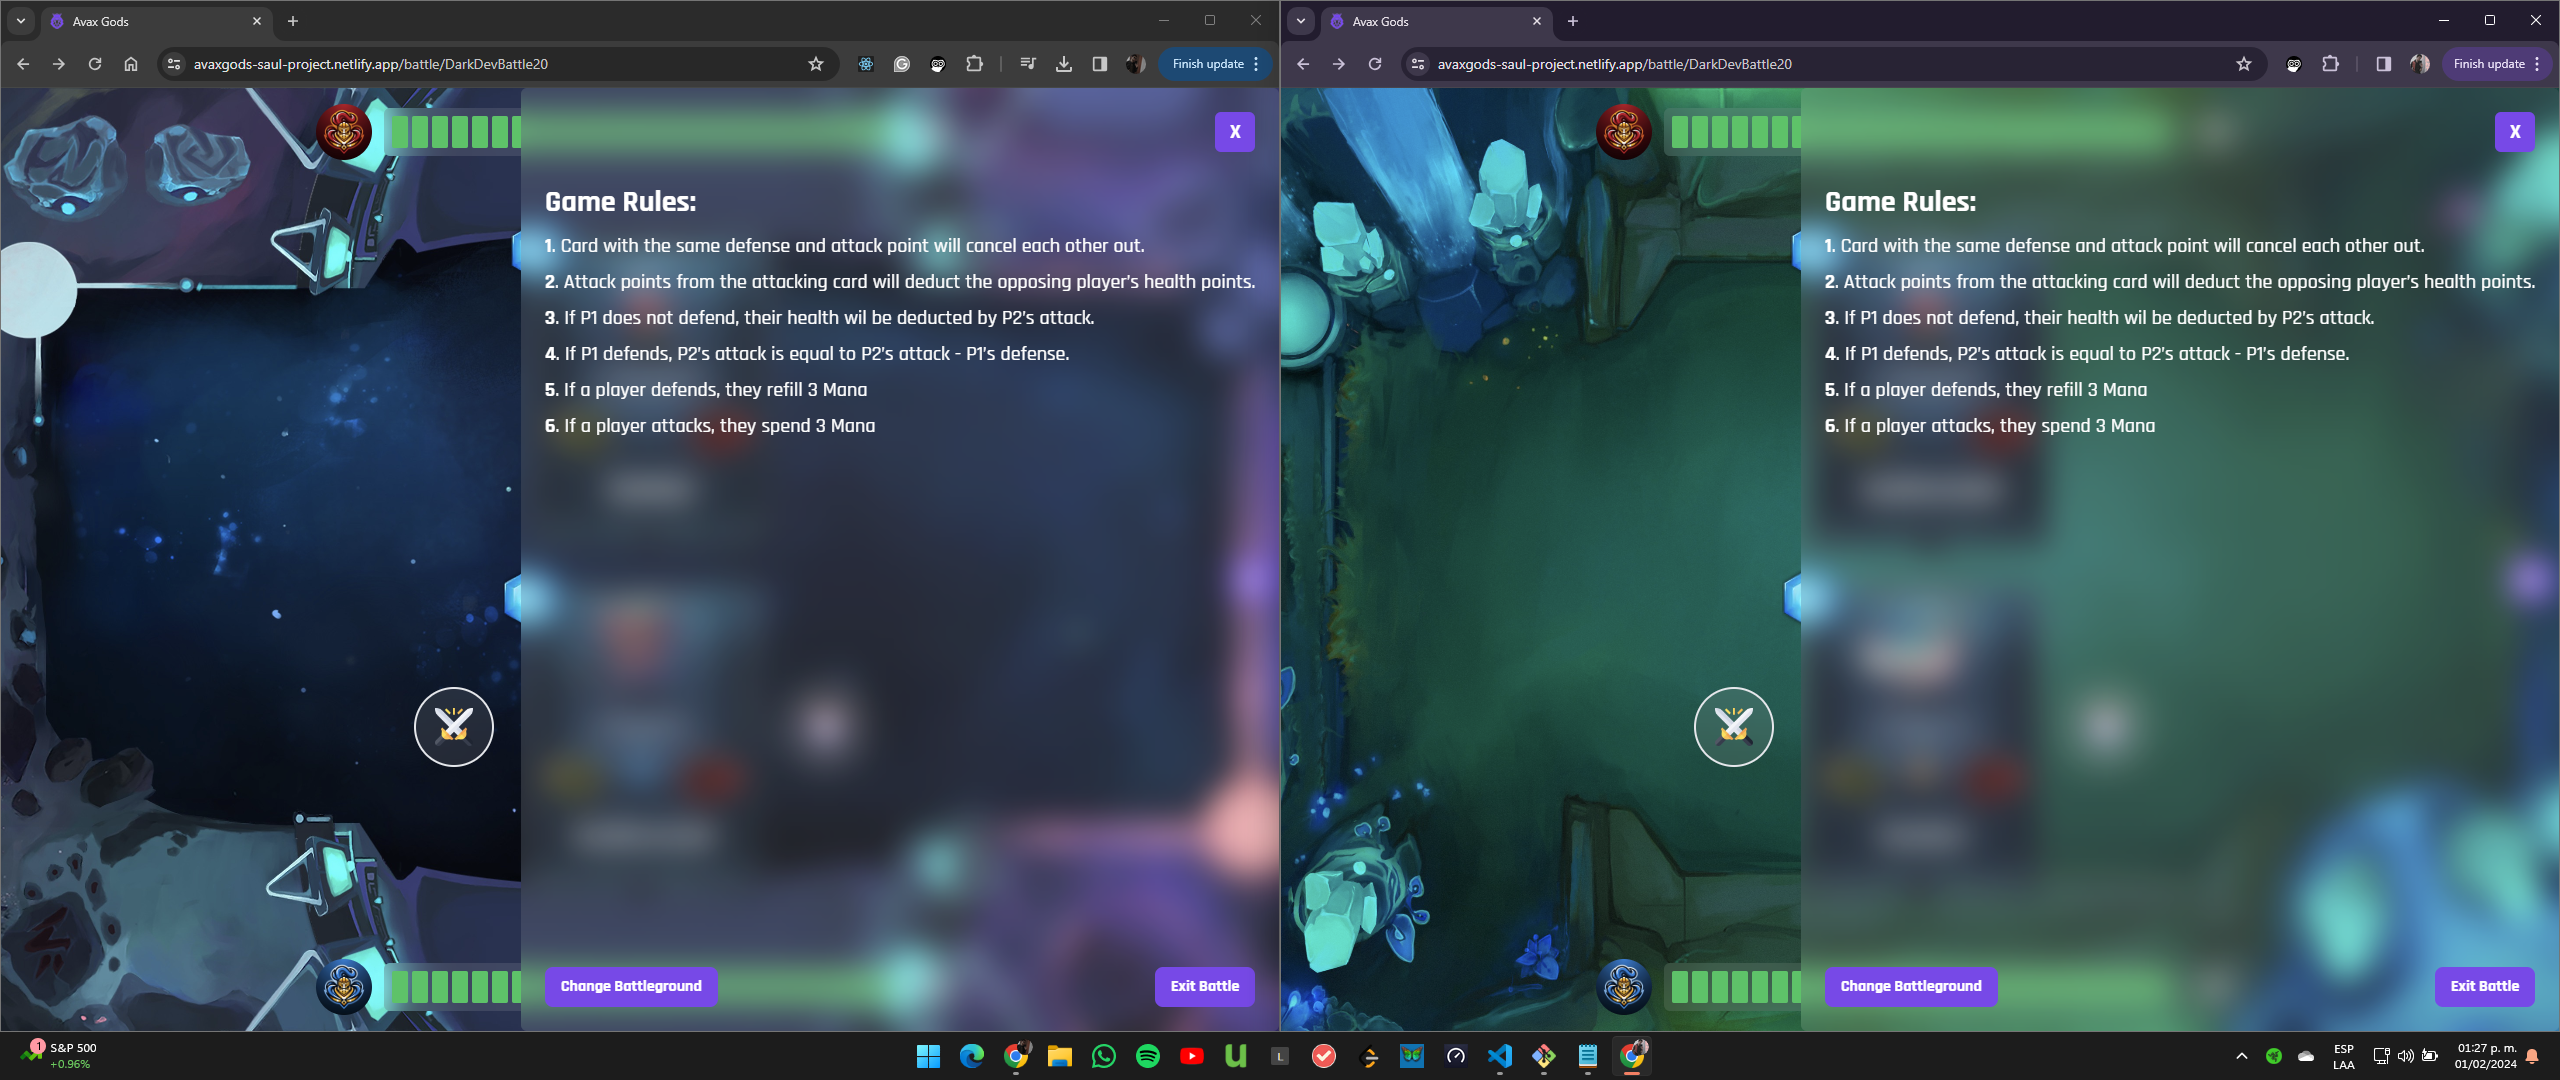 Avax Gods
avaxgods-saul-project.netlify.app/battle/DarkDevBattle20
Finish update
X
Game Rules:
1. Card with the same defense and attack point will cancel each other out.
2. Attack points from the attacking card will deduct the opposing player's health points.
3. If P1 does not defend, their health wil be deducted by P2's attack.
4. If P1 defends, P2's attack is equal to P2's attack - P1's defense.
5. If a player defends, they refill 3 Mana
6. If a player attacks, they spend 3 Mana
Change Battleground
Exit Battle
Avax Gods
avaxgods-saul-project.netlify.app/battle/DarkDevBattle20
Finish update
X
Game Rules:
1. Card with the same defense and attack point will cancel each other out.
2. Attack points from the attacking card will deduct the opposing player's health points.
3. If P1 does not defend, their health wil be deducted by P2's attack.
4. If P1 defends, P2's attack is equal to P2's attack - P1's defense.
5. If a player defends, they refill 3 Mana
6. If a player attacks, they spend 3 Mana
Change Battleground
Exit Battle
1
S&P 500
+0.96%
L
ESP
LAA
01:27 p. m.
01/02/2024